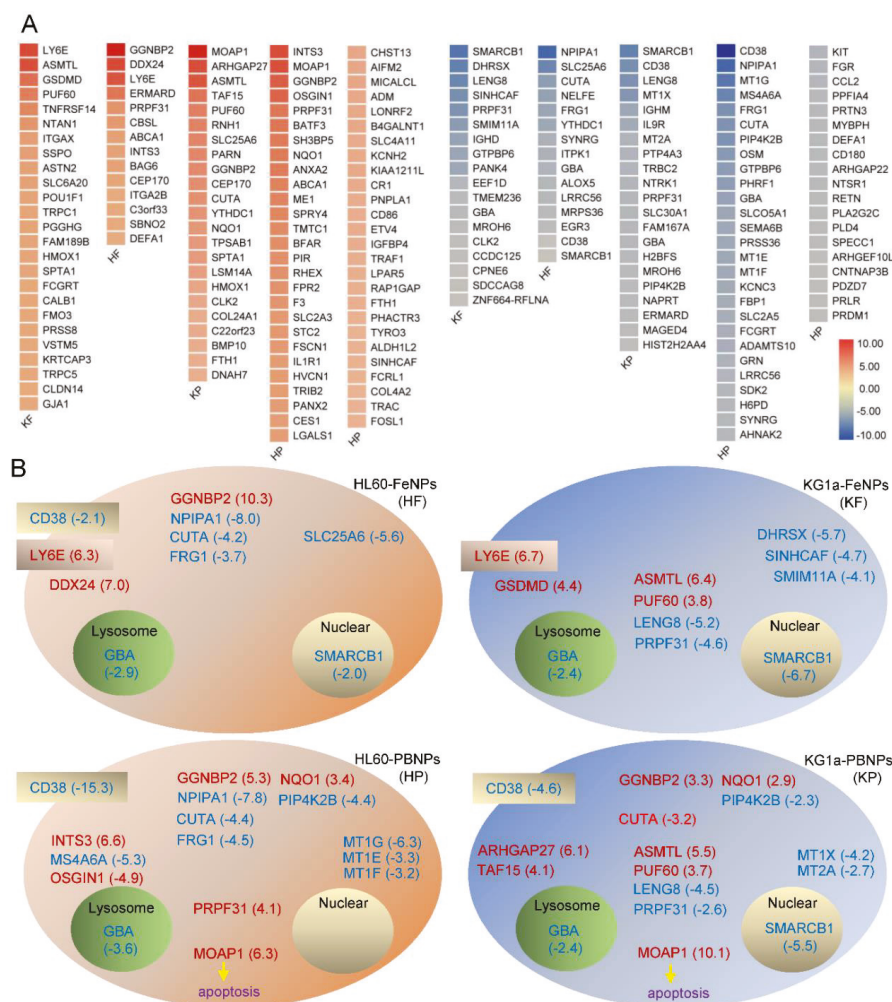 A
LY6E
ASMTL
GSDMD
PUF60
TNFRSF14
NTAN1
ITGAX
SSPO
ASTN2
SLC6A20
POU1F1
TRPC1
PGGHG
FAM189B
HMOX1
SPTA1
FCGRT
CALB1
FMO3
PRSS8
VSTM5
KRTCAP3
TRPC5
CLDN14
GJA1
KF
GGNBP2
DDX24
LY6E
ERMARD
PRPF31
CBSL
ABCA1
INTS3
BAG6
CEP170
ITGA2B
C3orf33
SBNO2
DEFA1
HF
MOAP1
ARHGAP27
ASMTL
TAF15
PUF60
RNH1
SLC25A6
PARN
GGNBP2
CEP170
CUTA
YTHDC1
NQO1
TPSAB1
SPTA1
LSM14A
HMOX1
CLK2
COL24A1
C22orf23
BMP10
FTH1
DNAH7
KP
INTS3
MOAP1
GGNBP2
OSGIN1
PRPF31
BATF3
SH3BP5
NQO1
ANXA2
ABCA1
ME1
SPRY4
TMTC1
BFAR
PIR
RHEX
FPR2
F3
SLC2A3
STC2
FSCN1
IL1R1
HVCN1
TRIB2
PANX2
CES1
LGALS1
HP
CHST13
AIFM2
MICALCL
ADM
LONRF2
B4GALNT1
SLC4A11
KCNH2
KIAA1211L
CR1
PNPLA1
CD86
ETV4
IGFBP4
TRAF1
LPAR5
RAP1GAP
FTH1
PHACTR3
TYRO3
ALDH1L2
SINHCAF
FCRL1
COL4A2
TRAC
FOSL1
HP
SMARCB1
DHRSX
LENG8
SINHCAF
PRPF31
SMIM11A
IGHD
GTPBP6
PANK4
EEF1D
TMEM236
GBA
MROH6
CLK2
CCDC125
CPNE6
SDCCAG8
ZNF664-RFLNA
KF
NPIPA1
SLC25A6
CUTA
NELFE
FRG1
YTHDC1
SYNRG
ITPK1
GBA
ALOX5
LRRC56
MRPS36
EGR3
CD38
SMARCB1
HF
SMARCB1
CD38
LENG8
MT1X
IGHM
IL9R
MT2A
PTP4A3
TRBC2
NTRK1
PRPF31
SLC30A1
FAM167A
GBA
H2BFS
MROH6
PIP4K2B
NAPRT
ERMARD
MAGED4
HIST2H2AA4
KP
CD38
NPIPA1
MT1G
MS4A6A
FRG1
CUTA
PIP4K2B
OSM
GTPBP6
PHRF1
GBA
SLCO5A1
SEMA6B
PRSS36
MT1E
MT1F
KCNC3
FBP1
SLC2A5
FCGRT
ADAMTS10
GRN
LRRC56
SDK2
H6PD
SYNRG
AHNAK2
HP
KIT
FGR
CCL2
PPFIA4
PRTN3
MYBPH
DEFA1
CD180
ARHGAP22
NTSR1
RETN
PLA2G2C
PLD4
SPECC1
ARHGEF10L
CNTNAP3B
PDZD7
PRLR
PRDM1
HP
10.00
5.00
0.00
-5.00
-10.00
B
HL60-FeNPs
(HF)
CD38 (-2.1)
LY6E (6.3)
DDX24 (7.0)
GGNBP2 (10.3)
NPIPA1 (-8.0)
CUTA (-4.2)
FRG1 (-3.7)
SLC25A6 (-5.6)
Lysosome
GBA
(-2.9)
Nuclear
SMARCB1
(-2.0)
KG1a-FeNPs
(KF)
LY6E (6.7)
GSDMD (4.4)
ASMTL (6.4)
PUF60 (3.8)
LENG8 (-5.2)
PRPF31 (-4.6)
DHRSX (-5.7)
SINHCAF (-4.7)
SMIM11A (-4.1)
Lysosome
GBA
(-2.4)
Nuclear
SMARCB1
(-6.7)
HL60-PBNPs
(HP)
CD38 (-15.3)
GGNBP2 (5.3)
NPIPA1 (-7.8)
CUTA (-4.4)
FRG1 (-4.5)
NQO1 (3.4)
PIP4K2B (-4.4)
INTS3 (6.6)
MS4A6A (-5.3)
OSGIN1 (-4.9)
MT1G (-6.3)
MT1E (-3.3)
MT1F (-3.2)
Lysosome
GBA
(-3.6)
PRPF31 (4.1)
MOAP1 (6.3)
apoptosis
Nuclear
KG1a-PBNPs
(KP)
CD38 (-4.6)
GGNBP2 (3.3)
NQO1 (2.9)
PIP4K2B (-2.3)
CUTA (-3.2)
ARHGAP27 (6.1)
TAF15 (4.1)
ASMTL (5.5)
PUF60 (3.7)
LENG8 (-4.5)
PRPF31 (-2.6)
MT1X (-4.2)
MT2A (-2.7)
Lysosome
GBA
(-2.4)
MOAP1 (10.1)
apoptosis
Nuclear
SMARCB1
(-5.5)